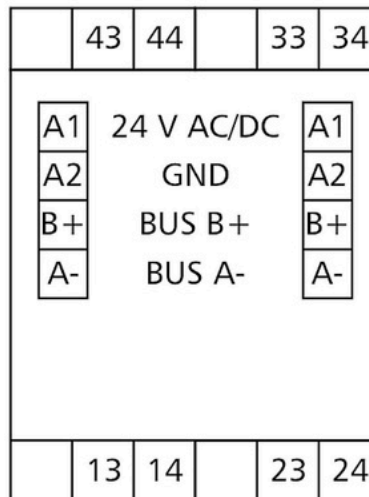 43 44 33 34
A1 24 V AC/DC A1
A2 GND A2
B+ BUS B+ B+
A- BUS A- A-
13 14 23 24